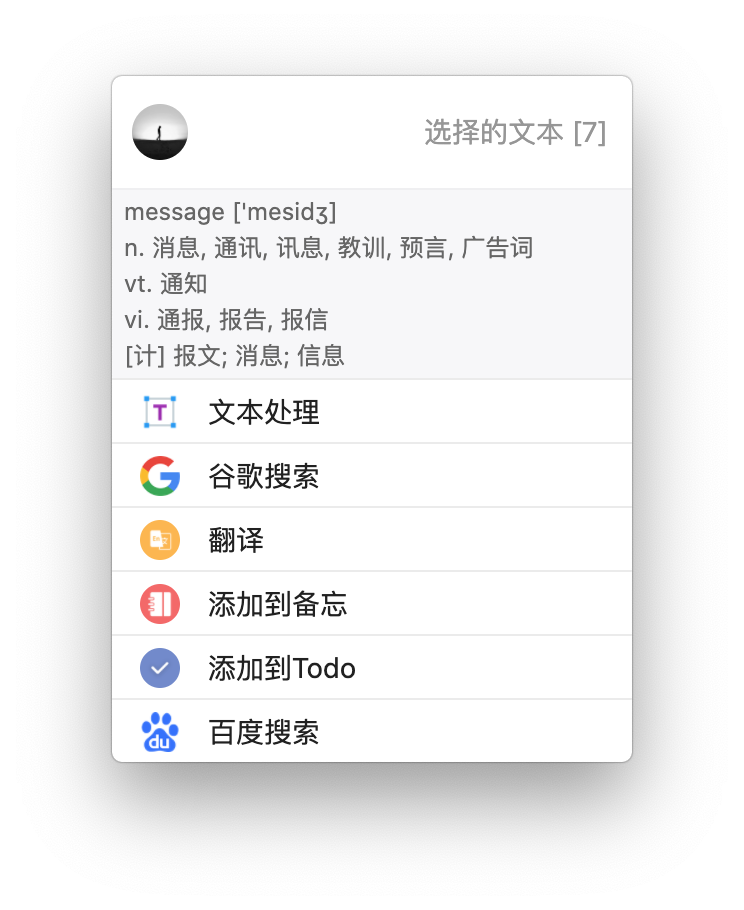 选择的文本 [7]
message ['mesidʒ]
n. 消息, 通讯, 讯息, 教训, 预言, 广告词
vt. 通知
vi. 通报, 报告, 报信
[计] 报文; 消息; 信息
T
文本处理
谷歌搜索
翻译
添加到备忘
添加到Todo
du
百度搜索